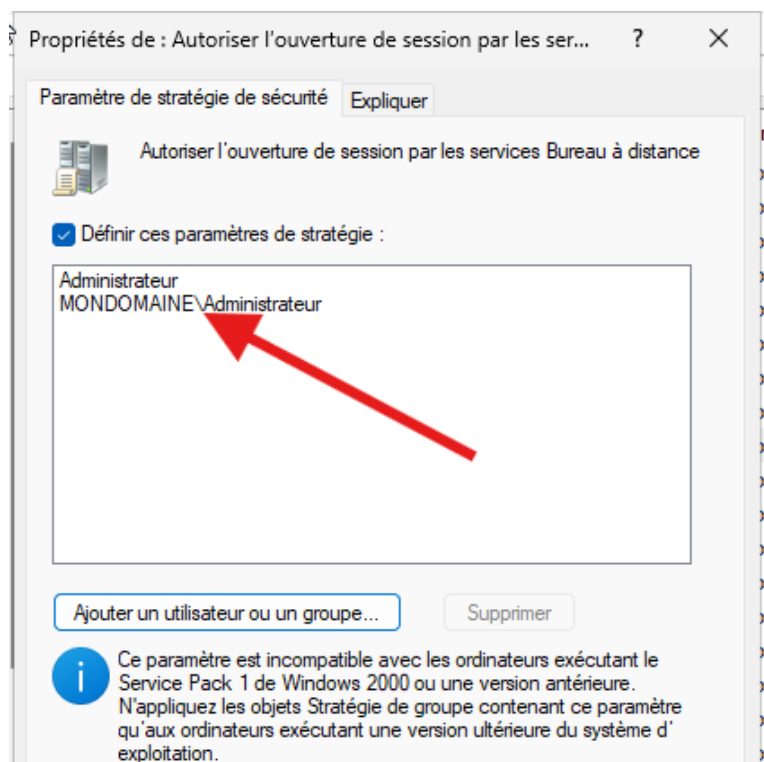 Propriétés de : Autoriser l'ouverture de session par les ser... ?
Paramètre de stratégie de sécurité Expliquer
Autoriser l'ouverture de session par les services Bureau à distance
Définir ces paramètres de stratégie :
Administrateur
MONDOMAINE\Administrateur
Ajouter un utilisateur ou un groupe... Supprimer
Ce paramètre est incompatible avec les ordinateurs exécutant le
Service Pack 1 de Windows 2000 ou une version antérieure.
N'appliquez les objets Stratégie de groupe contenant ce paramètre
qu'aux ordinateurs exécutant une version ultérieure du système d'
exploitation.